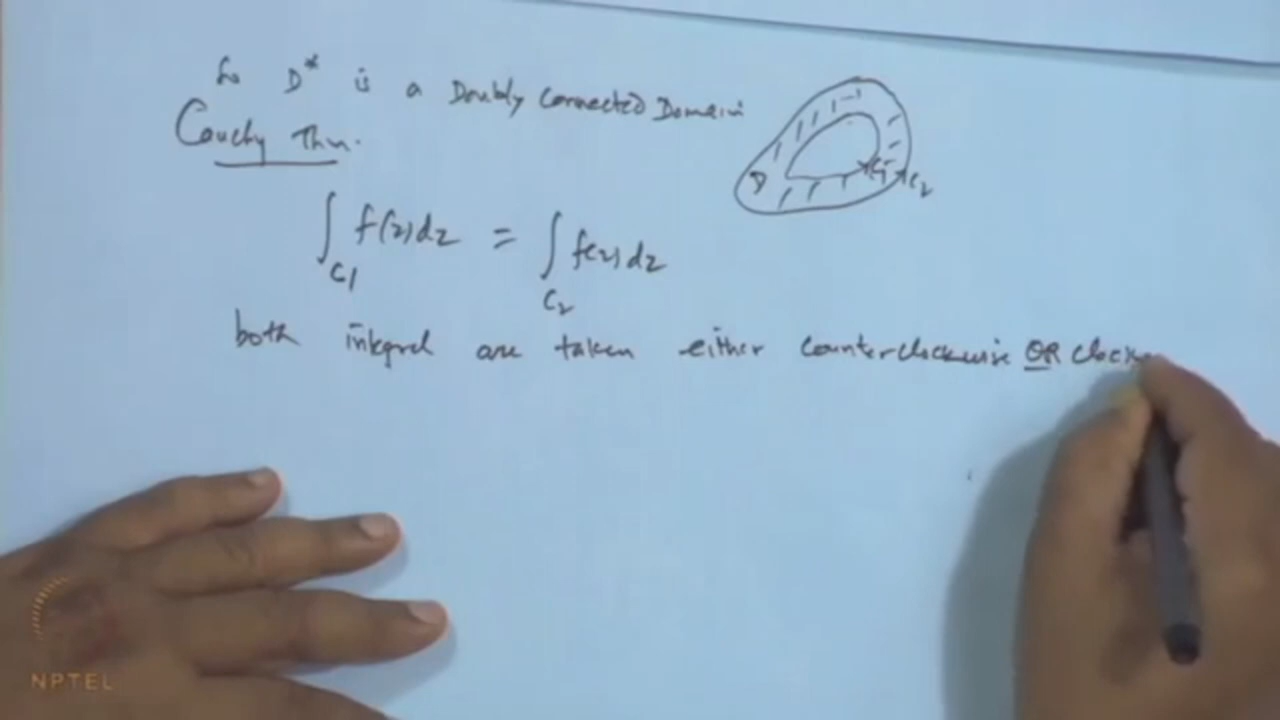 So D* is a Doubly Connected Domain
Cauchy Thm.
D
C1
C2
∫ f(z)dz = ∫ f(z)dz
C1 C2
both integral are taken either counterclockwise OR clock
NPTEL